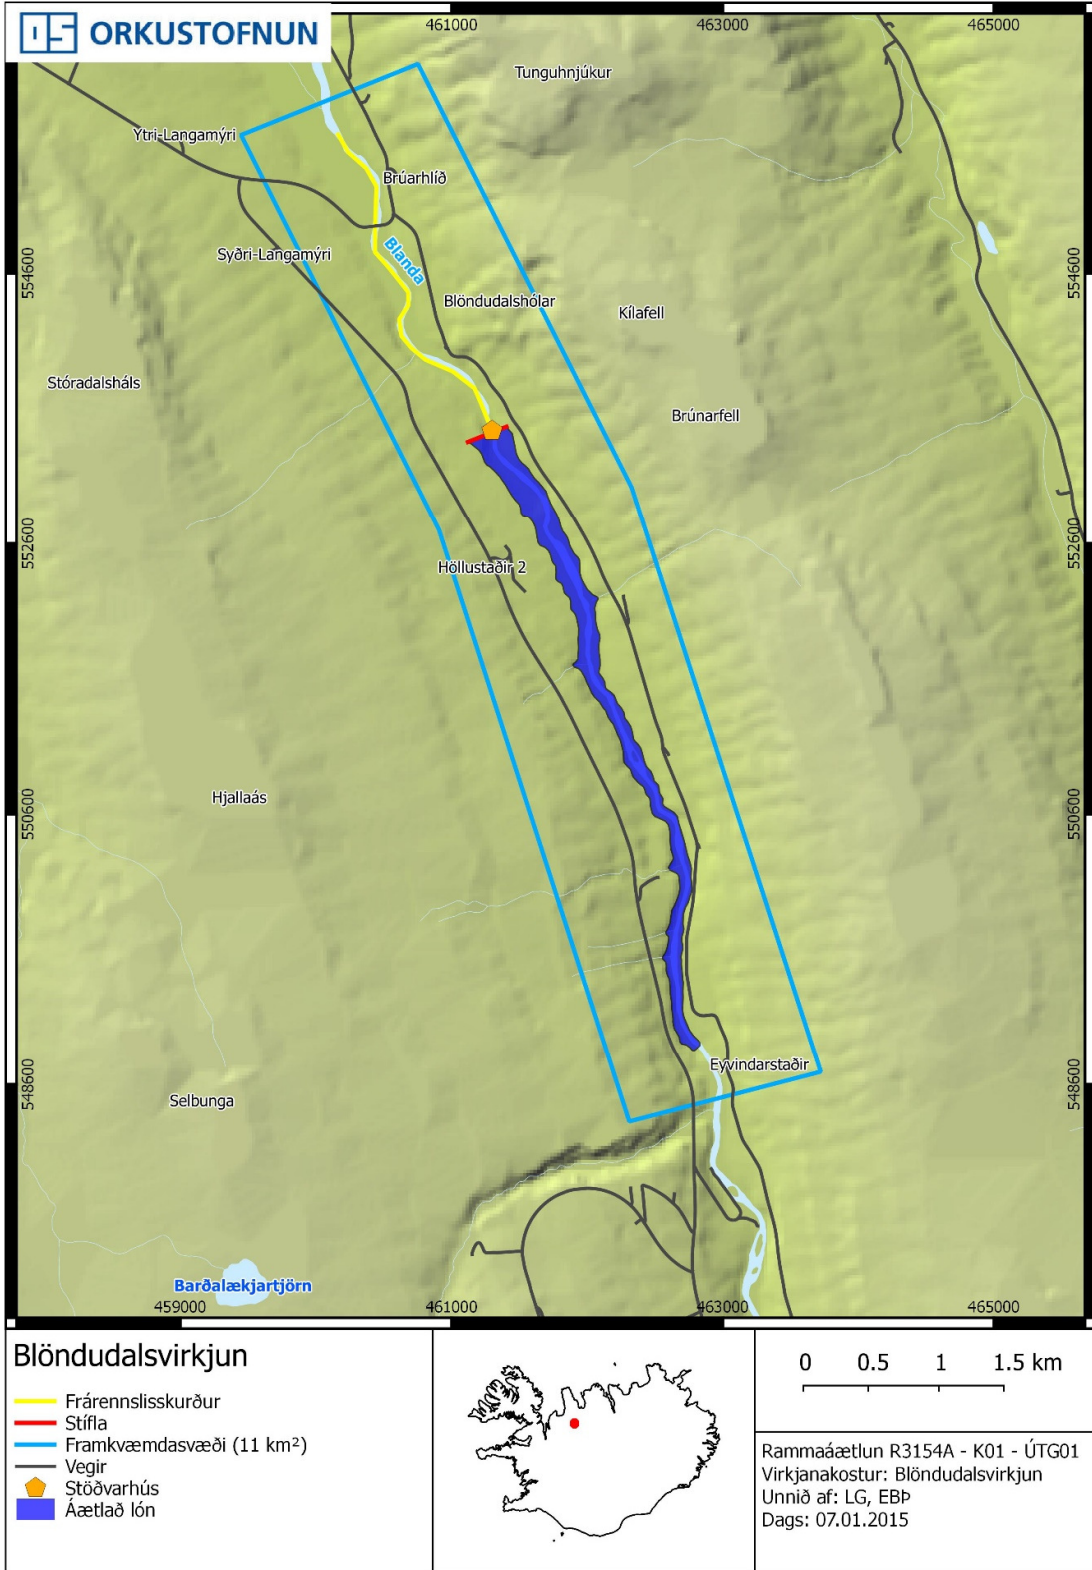 OS ORKUSTOFNUN
461000
463000
465000
Tunguhnjúkur
Ytri-Langamýri
Brúarhlíð
Syðri-Langamýri
Blanda
554600
554600
Blöndudalshólar
Kílafell
Stóradalsháls
Brúnarfell
552600
552600
Höllustaðir 2
Hjallaás
550600
550600
Eyvindarstaðir
548600
548600
Selbunga
Barðalækjartjörn
459000
461000
463000
465000
Blöndudalsvirkjun
Frárennslisskurður
Stífla
Framkvæmdasvæði (11 km²)
Vegir
Stöðvarhús
Áætlað lón
0 0.5 1 1.5 km
Rammaáætlun R3154A - K01 - ÚTG01
Virkjanakostur: Blöndudalsvirkjun
Unnið af: LG, EBÞ
Dags: 07.01.2015